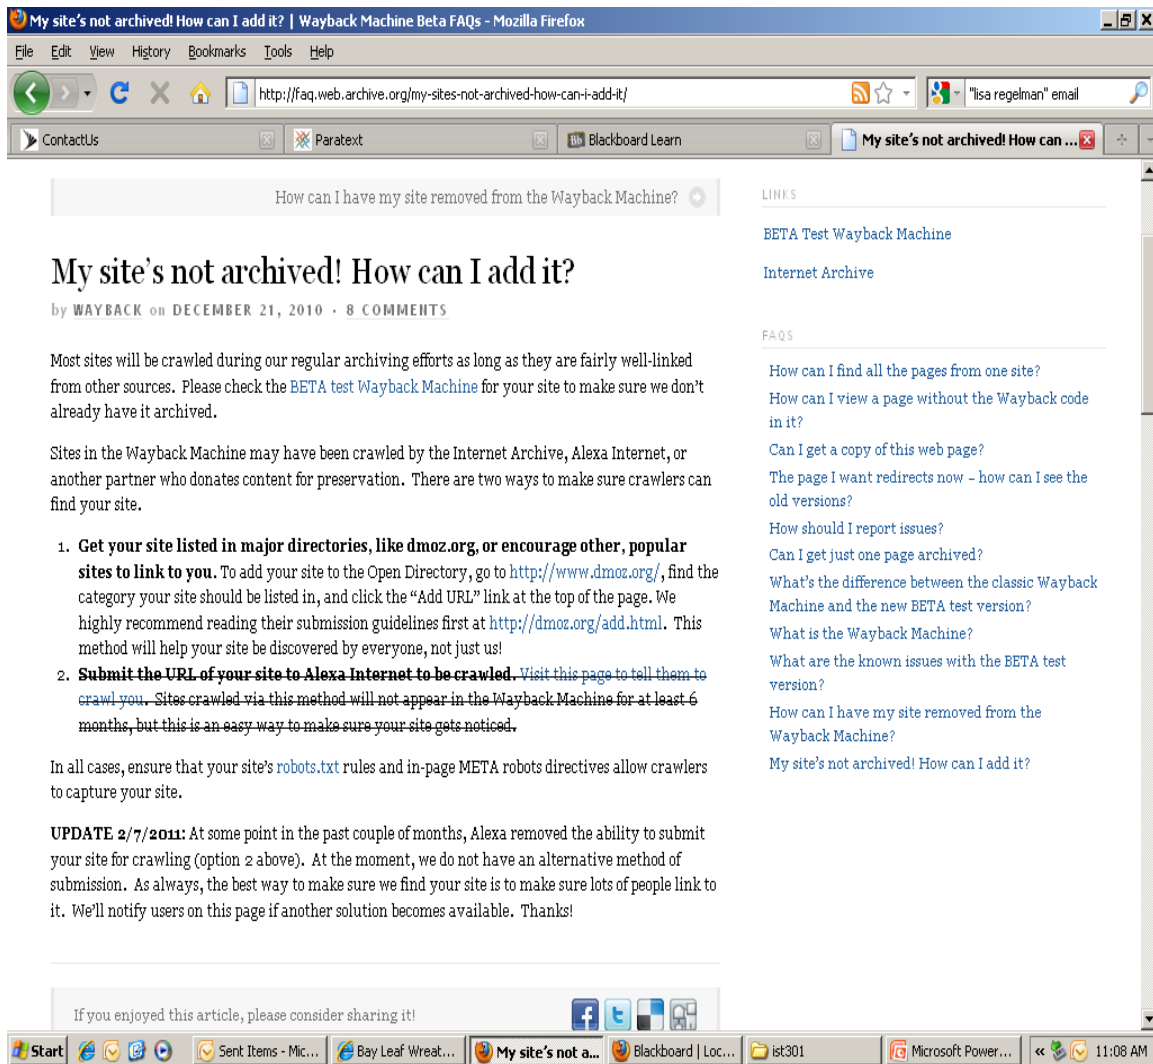 My site's not archived! How can I add it? | Wayback Machine Beta FAQs - Mozilla Firefox
File Edit View History Bookmarks Tools Help
http://faq.web.archive.org/my-sites-not-archived-how-can-i-add-it/
"lisa regelman" email
ContactUs
Paratext
Bb Blackboard Learn
My site's not archived! How can ...
How can I have my site removed from the Wayback Machine?
My site's not archived! How can I add it?
by WAYBACK on DECEMBER 21, 2010 · 8 COMMENTS
Most sites will be crawled during our regular archiving efforts as long as they are fairly well-linked
from other sources. Please check the BETA test Wayback Machine for your site to make sure we don't
already have it archived.
Sites in the Wayback Machine may have been crawled by the Internet Archive, Alexa Internet, or
another partner who donates content for preservation. There are two ways to make sure crawlers can
find your site.
1. Get your site listed in major directories, like dmoz.org, or encourage other, popular
sites to link to you. To add your site to the Open Directory, go to http://www.dmoz.org/, find the
category your site should be listed in, and click the "Add URL" link at the top of the page. We
highly recommend reading their submission guidelines first at http://dmoz.org/add.html. This
method will help your site be discovered by everyone, not just us!
2. Submit the URL of your site to Alexa Internet to be crawled. Visit this page to tell them to
crawl you. Sites crawled via this method will not appear in the Wayback Machine for at least 6
months, but this is an easy way to make sure your site gets noticed.
In all cases, ensure that your site's robots.txt rules and in-page META robots directives allow crawlers
to capture your site.
UPDATE 2/7/2011: At some point in the past couple of months, Alexa removed the ability to submit
your site for crawling (option 2 above). At the moment, we do not have an alternative method of
submission. As always, the best way to make sure we find your site is to make sure lots of people link to
it. We'll notify users on this page if another solution becomes available. Thanks!
If you enjoyed this article, please consider sharing it!
LINKS
BETA Test Wayback Machine
Internet Archive
FAQS
How can I find all the pages from one site?
How can I view a page without the Wayback code
in it?
Can I get a copy of this web page?
The page I want redirects now – how can I see the
old versions?
How should I report issues?
Can I get just one page archived?
What's the difference between the classic Wayback
Machine and the new BETA test version?
What is the Wayback Machine?
What are the known issues with the BETA test
version?
How can I have my site removed from the
Wayback Machine?
My site's not archived! How can I add it?
Start
Sent Items - Mic...
Bay Leaf Wreat...
My site's not a...
Blackboard | Loc...
ist301
Microsoft Power...
11:08 AM